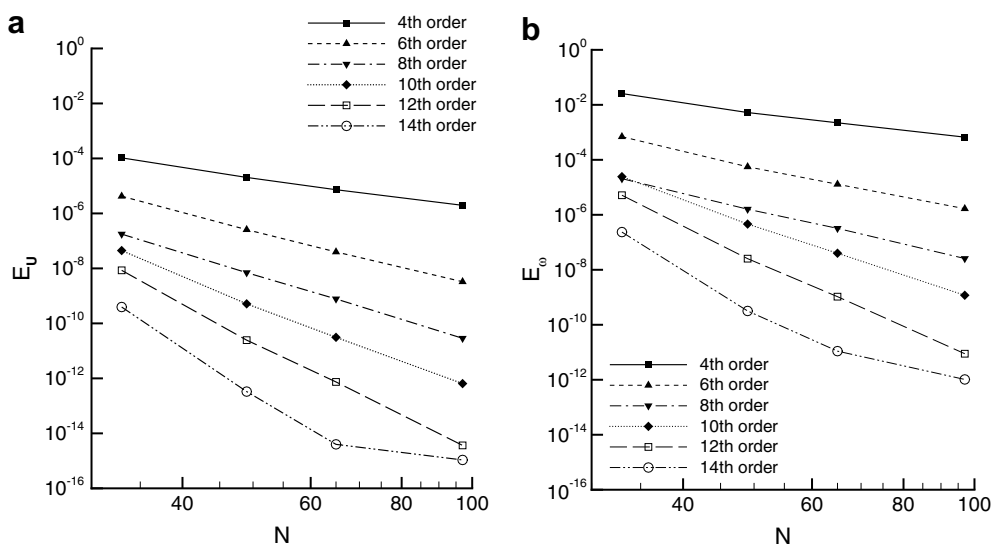 a
4th order
6th order
8th order
10th order
12th order
14th order
10^0
10^-2
10^-4
10^-6
10^-8
10^-10
10^-12
10^-14
10^-16
E_U
40
60
80
100
N
b
10^0
10^-2
10^-4
10^-6
10^-8
10^-10
10^-12
10^-14
10^-16
E_ω
4th order
6th order
8th order
10th order
12th order
14th order
40
60
80
100
N